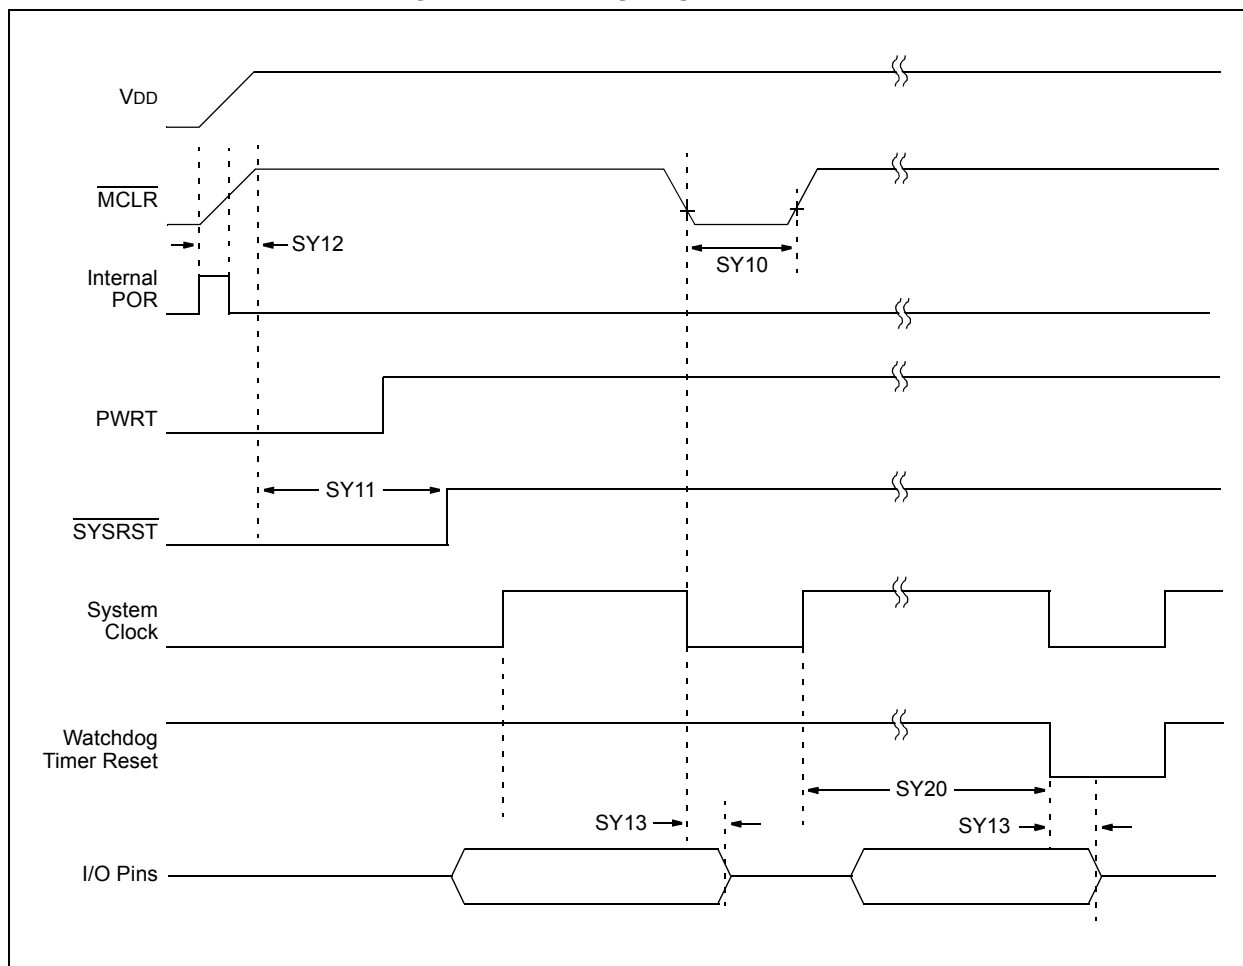 VDD
MCLR
SY12
SY10
Internal
POR
PWRT
SY11
SYSRST
System
Clock
Watchdog
Timer Reset
SY20
SY13
SY13
I/O Pins